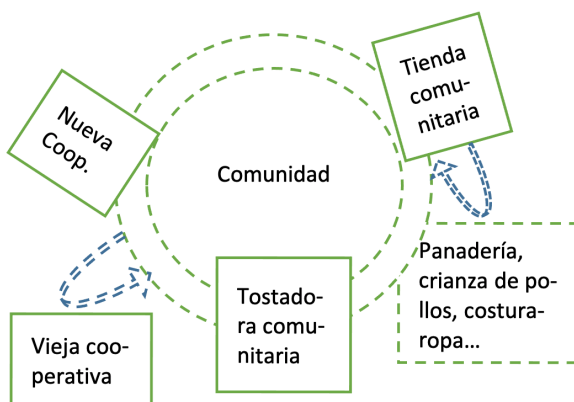 Tienda
comu-
nitaria
Nueva
Coop.
Comunidad
Panadería,
crianza de po-
llos, costura-
ropa...
Tostado-
ra comu-
nitaria
Vieja coo-
perativa